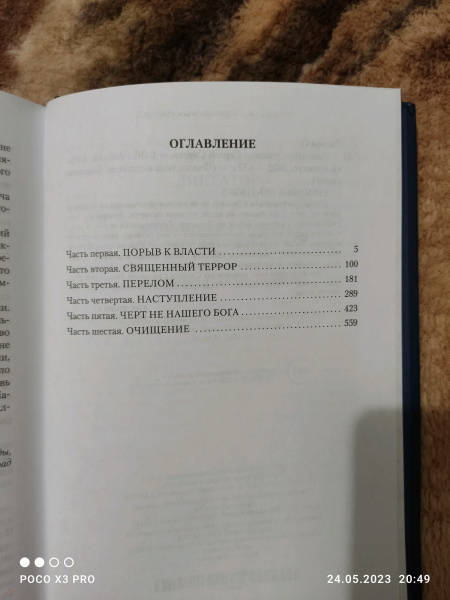 ОГЛАВЛЕНИЕ
Часть первая. ПОРЫВ К ВЛАСТИ . . . . . . . . . . . . . . . . . . . . . . . . . 5
Часть вторая. СВЯЩЕННЫЙ ТЕРРОР . . . . . . . . . . . . . . . . . . . 100
Часть третья. ПЕРЕЛОМ . . . . . . . . . . . . . . . . . . . . . . . . . . . . . . 181
Часть четвертая. НАСТУПЛЕНИЕ . . . . . . . . . . . . . . . . . . . . . . 289
Часть пятая. ЧЕРТ НЕ НАШЕГО БОГА . . . . . . . . . . . . . . . . . . 423
Часть шестая. ОЧИЩЕНИЕ . . . . . . . . . . . . . . . . . . . . . . . . . . . 559
POCO X3 PRO
24.05.2023 20:49